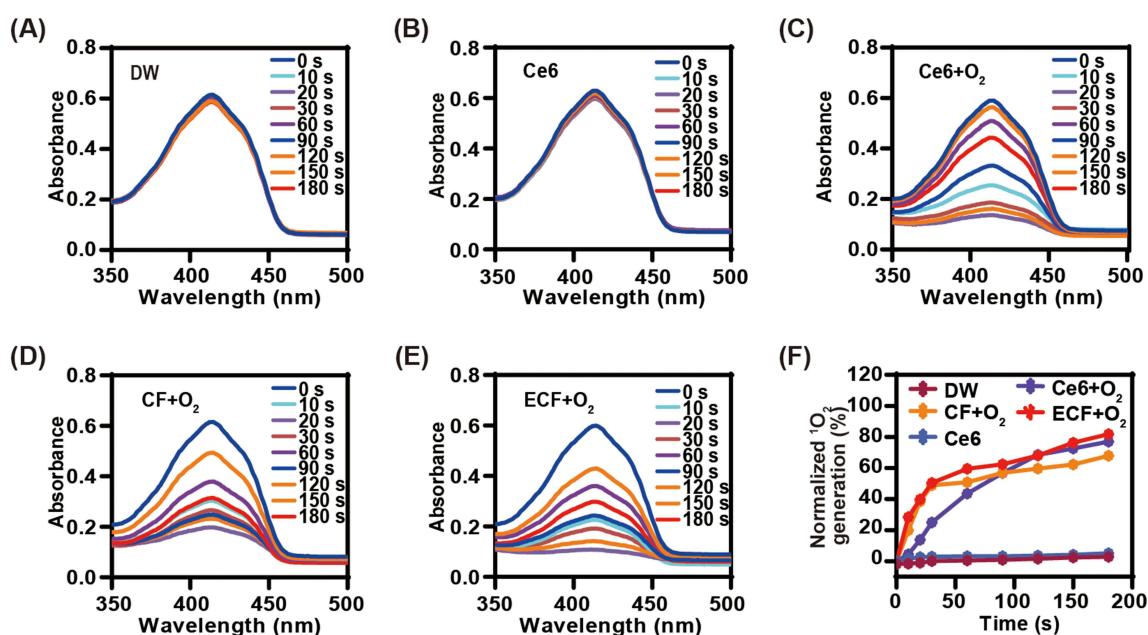 (A)
0.8
0.6
0.4
0.2
0.0
Absorbance
DW
0 s
10 s
20 s
30 s
60 s
90 s
120 s
150 s
180 s
350 400 450 500
Wavelength (nm)
(B)
0.8
0.6
0.4
0.2
0.0
Absorbance
Ce6
0 s
10 s
20 s
30 s
60 s
90 s
120 s
150 s
180 s
350 400 450 500
Wavelength (nm)
(C)
0.8
0.6
0.4
0.2
0.0
Absorbance
Ce6+O₂
0 s
10 s
20 s
30 s
60 s
90 s
120 s
150 s
180 s
350 400 450 500
Wavelength (nm)
(D)
0.8
0.6
0.4
0.2
0.0
Absorbance
CF+O₂
0 s
10 s
20 s
30 s
60 s
90 s
120 s
150 s
180 s
350 400 450 500
Wavelength (nm)
(E)
0.8
0.6
0.4
0.2
0.0
Absorbance
ECF+O₂
0 s
10 s
20 s
30 s
60 s
90 s
120 s
150 s
180 s
350 400 450 500
Wavelength (nm)
(F)
120
100
80
60
40
20
0
Normalized ¹O₂
generation (%)
DW
CF+O₂
Ce6
Ce6+O₂
ECF+O₂
0 50 100 150 200
Time (s)